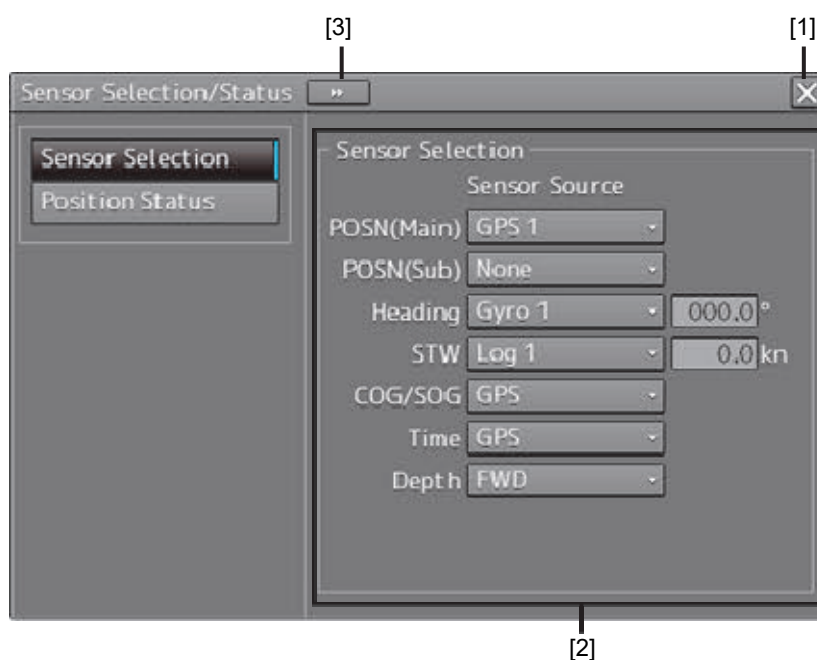 [3] [1]
Sensor Selection/Status
Sensor Selection
Position Status
Sensor Selection
Sensor Source
POSN(Main) GPS 1
POSN(Sub) None
Heading Gyro 1 000.0°
STW Log 1 0.0 kn
COG/SOG GPS
Time GPS
Depth FWD
[2]